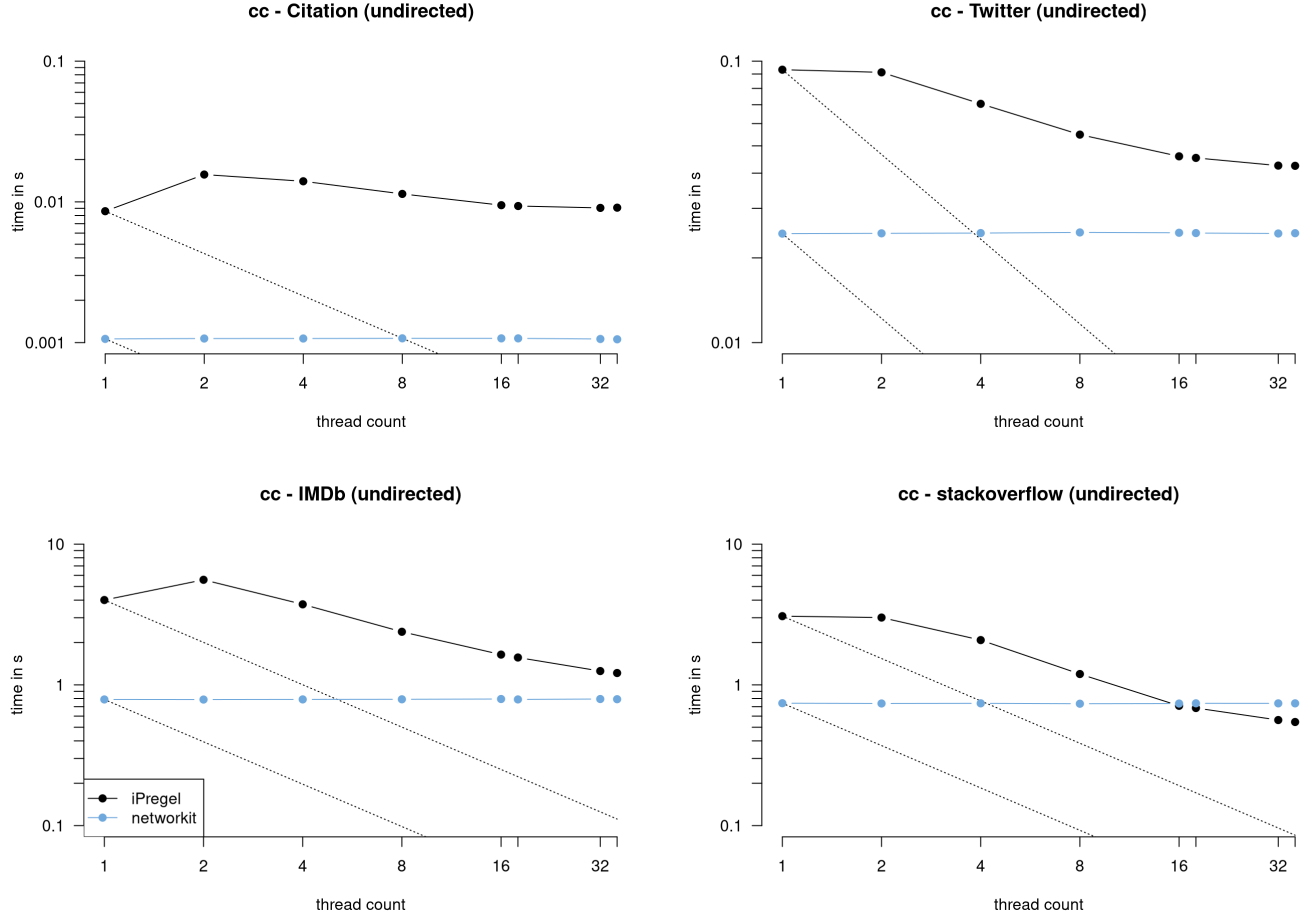 cc - Citation (undirected)
time in s
0.1
0.01
0.001
1 2 4 8 16 32
thread count
cc - Twitter (undirected)
time in s
0.1
0.01
1 2 4 8 16 32
thread count
cc - IMDb (undirected)
time in s
10
1
0.1
iPregel
networkit
1 2 4 8 16 32
thread count
cc - stackoverflow (undirected)
time in s
10
1
0.1
1 2 4 8 16 32
thread count